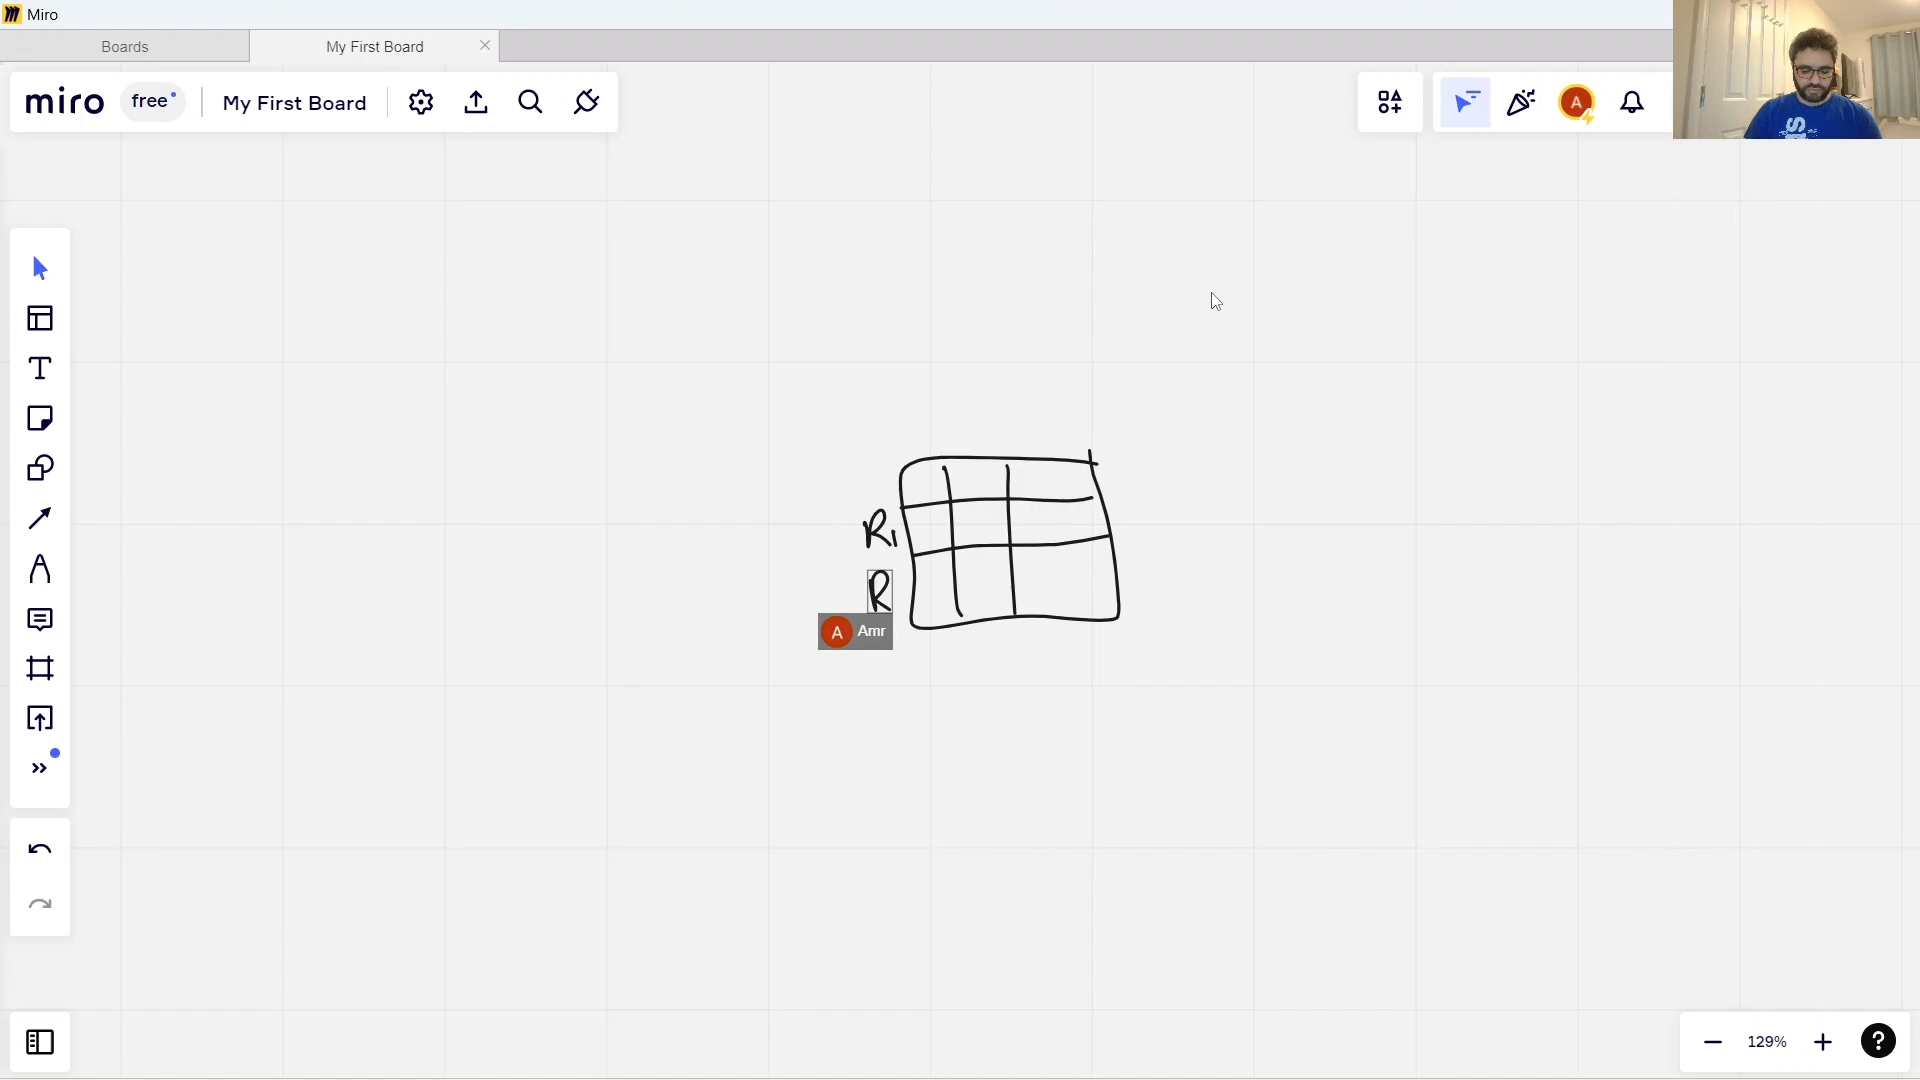 Miro
Boards
My First Board
miro
free
My First Board
A
R1
R
A
Amr
129%
?